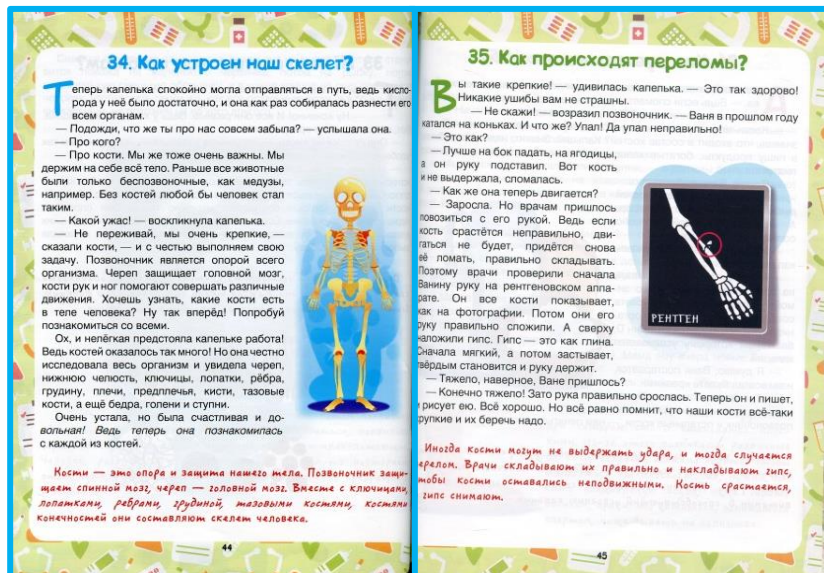 34. Как устроен наш скелет?
Теперь капелька спокойно могла отправляться в путь, ведь кисло-
рода у неё было достаточно, и она как раз собиралась разнести его
всем органам.
— Подожди, что же ты про нас совсем забыла? — услышала она.
— Про кого?
— Про кости. Мы же тоже очень важны. Мы
держим на себе всё тело. Раньше все животные
были только беспозвоночные, как медузы,
например. Без костей любой бы человек стал
таким.
— Какой ужас! — воскликнула капелька.
— Не переживай, мы очень крепкие, —
сказали кости, — и с честью выполняем свою
задачу. Позвоночник является опорой всего
организма. Череп защищает головной мозг,
кости рук и ног помогают совершать различные
движения. Хочешь узнать, какие кости есть
в теле человека? Ну так вперёд! Попробуй
познакомиться со всеми.
Ох, и нелёгкая предстояла капельке работа!
Ведь костей оказалось так много! Но она честно
исследовала весь организм и увидела череп,
нижнюю челюсть, ключицы, лопатки, рёбра,
грудину, плечи, предплечья, кисти, тазовые
кости, а ещё бедра, голени и ступни.
Очень устала, но была счастливая и до-
вольная! Ведь теперь она познакомилась
с каждой из костей.
Кости — это опора и защита нашего тела. Позвоночник защи-
щает спинной мозг, череп — головной мозг. Вместе с ключицами,
лопатками, ребрами, грудиной, тазовыми костями, костями
конечностей они составляют скелет человека.
44
35. Как происходят переломы?
Вы такие крепкие! — удивилась капелька. — Это так здорово!
Никакие ушибы вам не страшны.
— Не скажи! — возразил позвоночник. — Ваня в прошлом году
катался на коньках. И что же? Упал! Да упал неправильно!
— Это как?
— Лучше на бок падать, на ягодицы,
а он руку подставил. Вот кость
и не выдержала, сломалась.
— Как же она теперь двигается?
— Заросла. Но врачам пришлось
повозиться с его рукой. Ведь если
кость срастётся неправильно, дви-
гаться не будет, придётся снова
её ломать, правильно складывать.
Поэтому врачи проверили сначала
Ванину руку на рентгеновском аппа-
рате. Он все кости показывает,
как на фотографии. Потом они его
руку правильно сложили. А сверху
наложили гипс. Гипс — это как глина.
Сначала мягкий, а потом застывает,
твёрдым становится и руку держит.
— Тяжело, наверное, Ване пришлось?
— Конечно тяжело! Зато рука правильно срослась. Теперь он и пишет,
и рисует ею. Всё хорошо. Но всё равно помнит, что наши кости всё-таки
хрупкие и их беречь надо.
РЕНТГЕН
Иногда кости могут не выдержать удара, и тогда случается
перелом. Врачи складывают их правильно и накладывают гипс,
чтобы кости оставались неподвижными. Кость срастается,
гипс снимают.
45